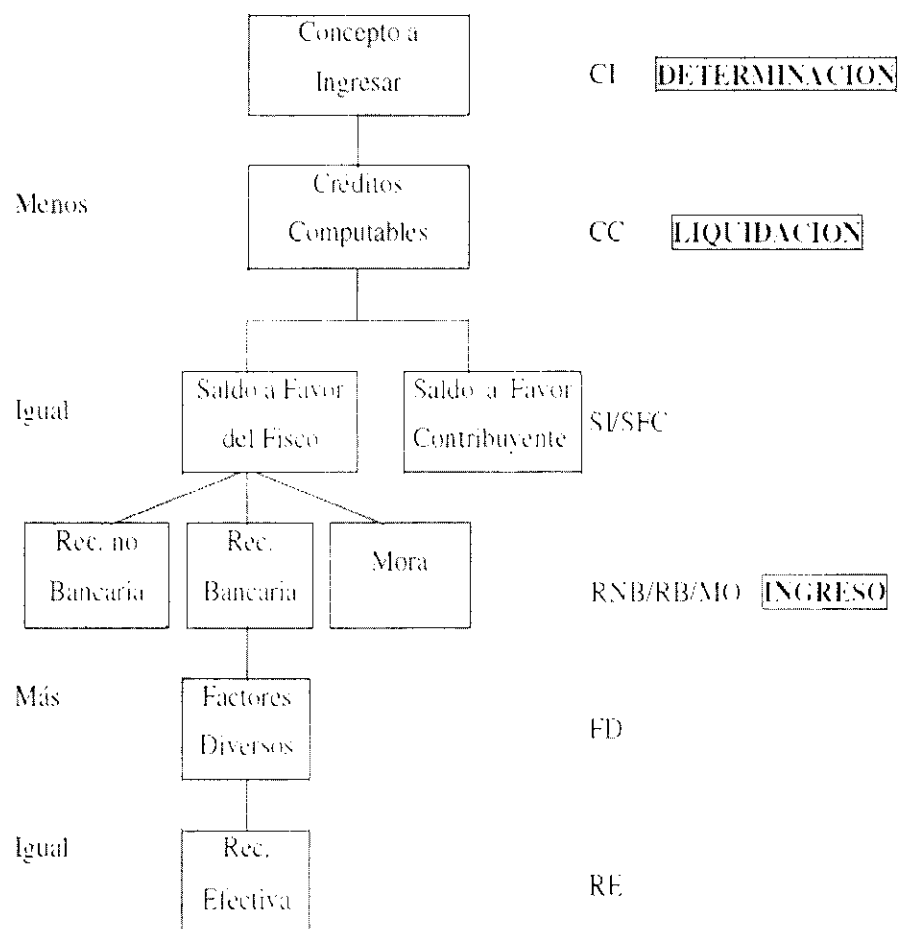 Concepto a
Ingresar
CI DETERMINACION
Menos
Créditos
Computables
CC LIQUIDACION
Igual
Saldo a Favor
del Fisco
Saldo a Favor
Contribuyente
SI/SFC
Rec. no
Bancaria
Rec.
Bancaria
Mora
RNB/RB/MO INGRESO
Más
Factores
Diversos
FD
Igual
Rec.
Efectiva
RE